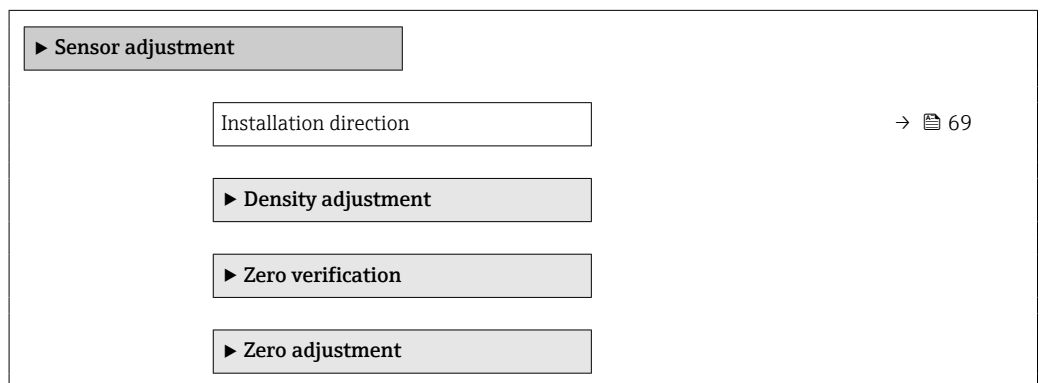 ▶ Sensor adjustment
Installation direction → 69
▶ Density adjustment
▶ Zero verification
▶ Zero adjustment